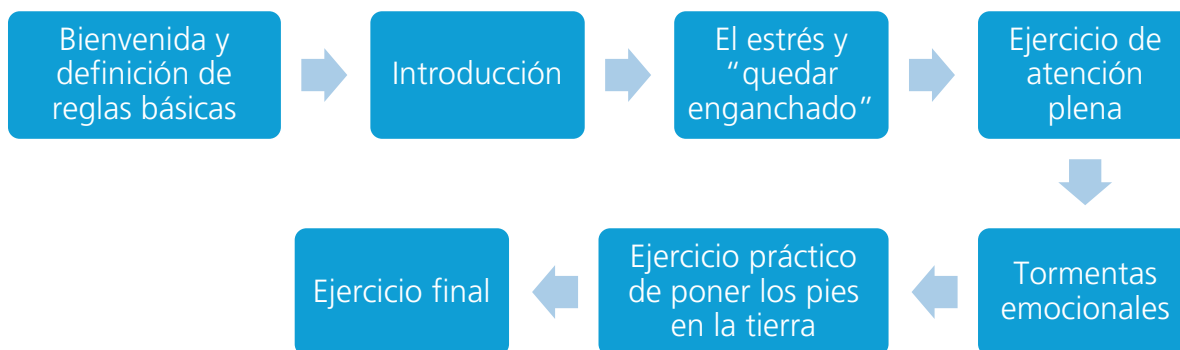 Bienvenida y
definición de
reglas básicas
Introducción
El estrés y
“quedar
enganchado”
Ejercicio de
atención
plena
Tormentas
emocionales
Ejercicio práctico
de poner los pies
en la tierra
Ejercicio final